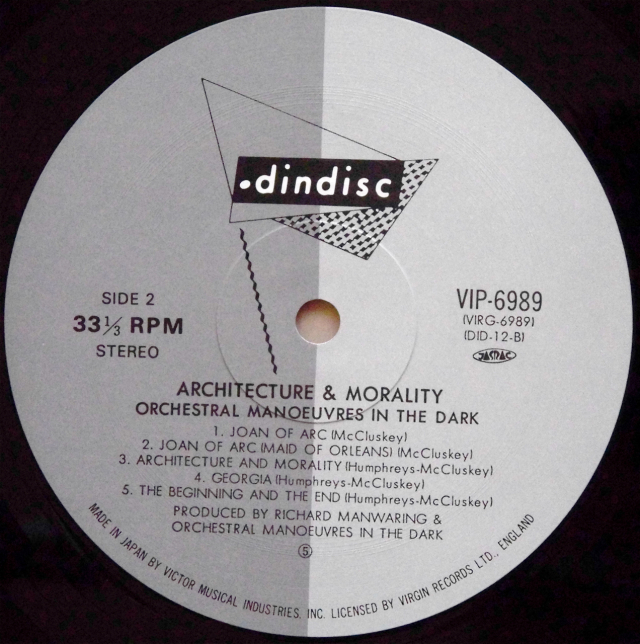 .dindisc
SIDE 2
33⅓ RPM
STEREO
VIP-6989
(VIRG-6989)
(DID-12-B)
JASRAC
ARCHITECTURE & MORALITY
ORCHESTRAL MANOEUVRES IN THE DARK
1. JOAN OF ARC (McCluskey)
2. JOAN OF ARC (MAID OF ORLEANS) (McCluskey)
3. ARCHITECTURE AND MORALITY (Humphreys-McCluskey)
4. GEORGIA (Humphreys-McCluskey)
5. THE BEGINNING AND THE END (Humphreys-McCluskey)
PRODUCED BY RICHARD MANWARING &
ORCHESTRAL MANOEUVRES IN THE DARK
⑤
MADE IN JAPAN BY VICTOR MUSICAL INDUSTRIES, INC. LICENSED BY VIRGIN RECORDS LTD., ENGLAND